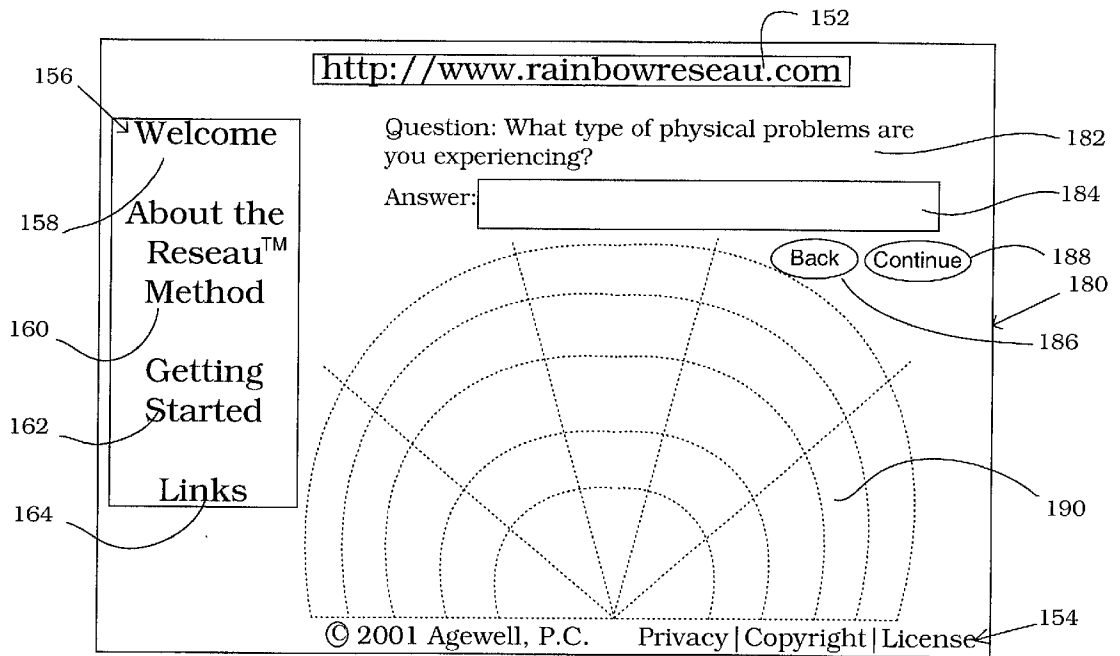 152
http://www.rainbowreseau.com
156
Welcome
158
About the
Reseau™
Method
160
Getting
Started
162
Links
164
Question: What type of physical problems are
you experiencing?
182
Answer:
184
Back
Continue
188
180
186
190
© 2001 Agewell, P.C.
Privacy|Copyright|License
154